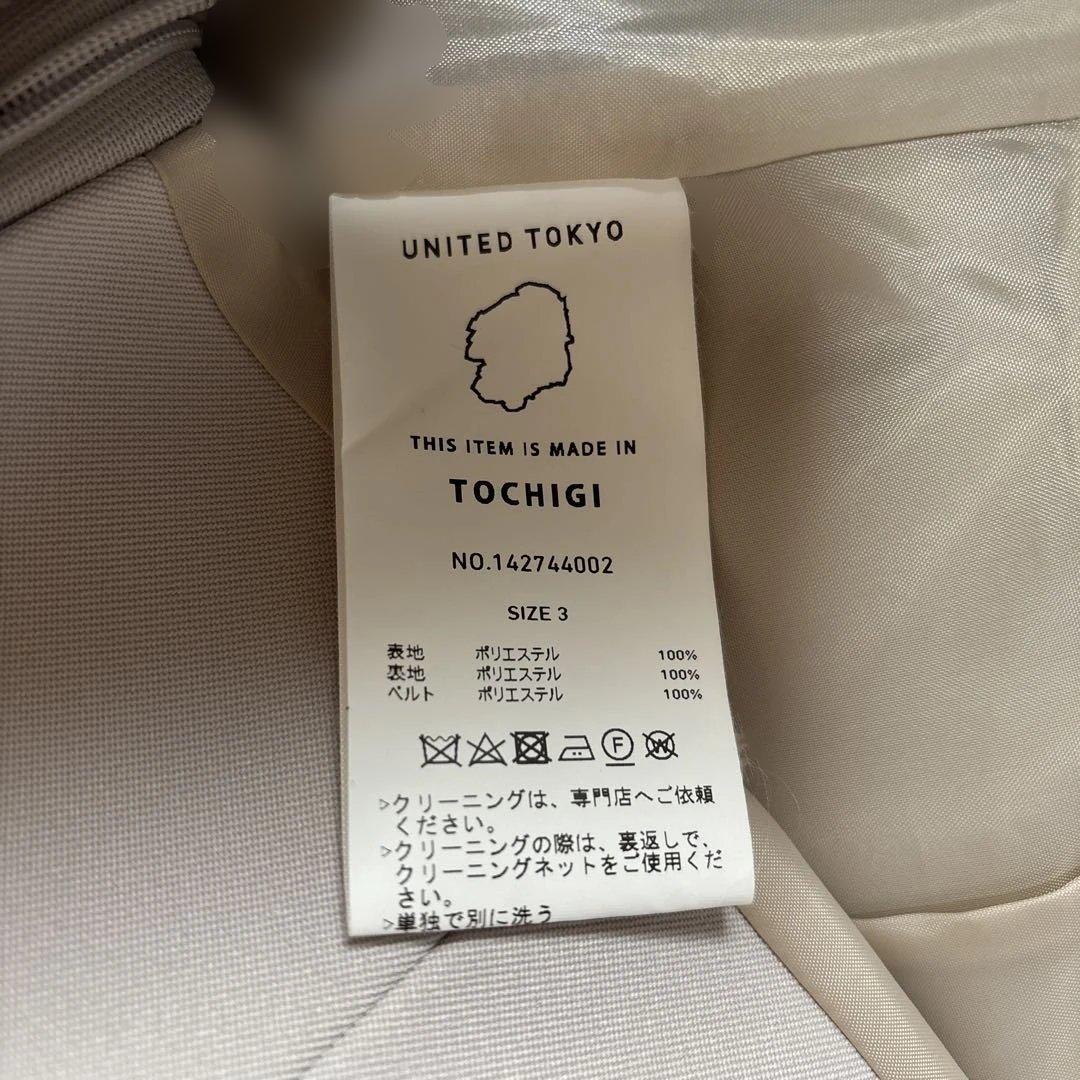 UNITED TOKYO
THIS ITEM IS MADE IN
TOCHIGI
NO.142744002
SIZE 3
表地 ポリエステル 100%
裏地 ポリエステル 100%
ベルト ポリエステル 100%
F W
▷クリーニングは、専門店へご依頼
ください。
▷クリーニングの際は、裏返しで、
クリーニングネットをご使用くだ
さい。
▷単独で別に洗う